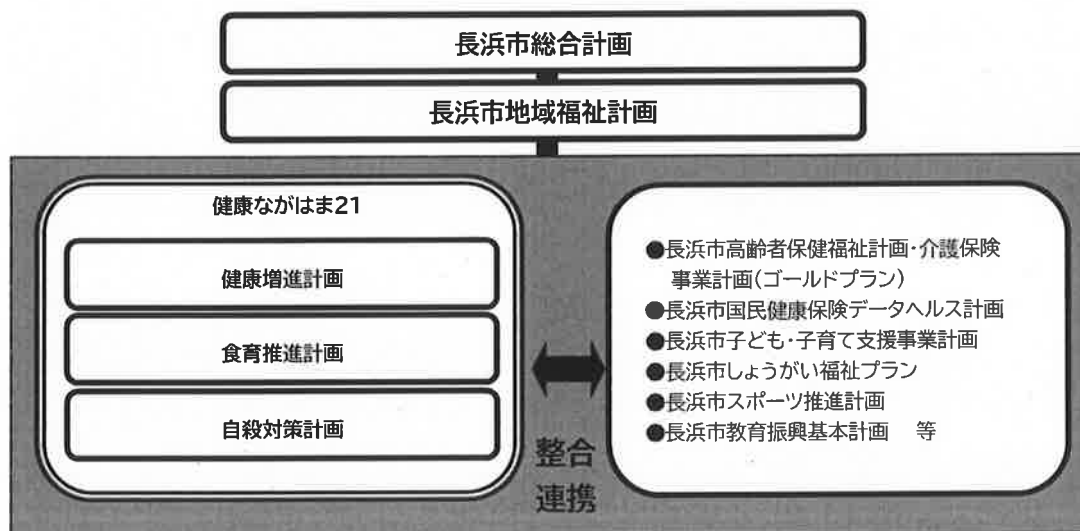 長浜市総合計画
長浜市地域福祉計画
健康ながはま21
健康増進計画
食育推進計画
自殺対策計画
整合
連携
●長浜市高齢者保健福祉計画・介護保険
事業計画(ゴールドプラン)
●長浜市国民健康保険データヘルス計画
●長浜市子ども・子育て支援事業計画
●長浜市しょうがい福祉プラン
●長浜市スポーツ推進計画
●長浜市教育振興基本計画　等